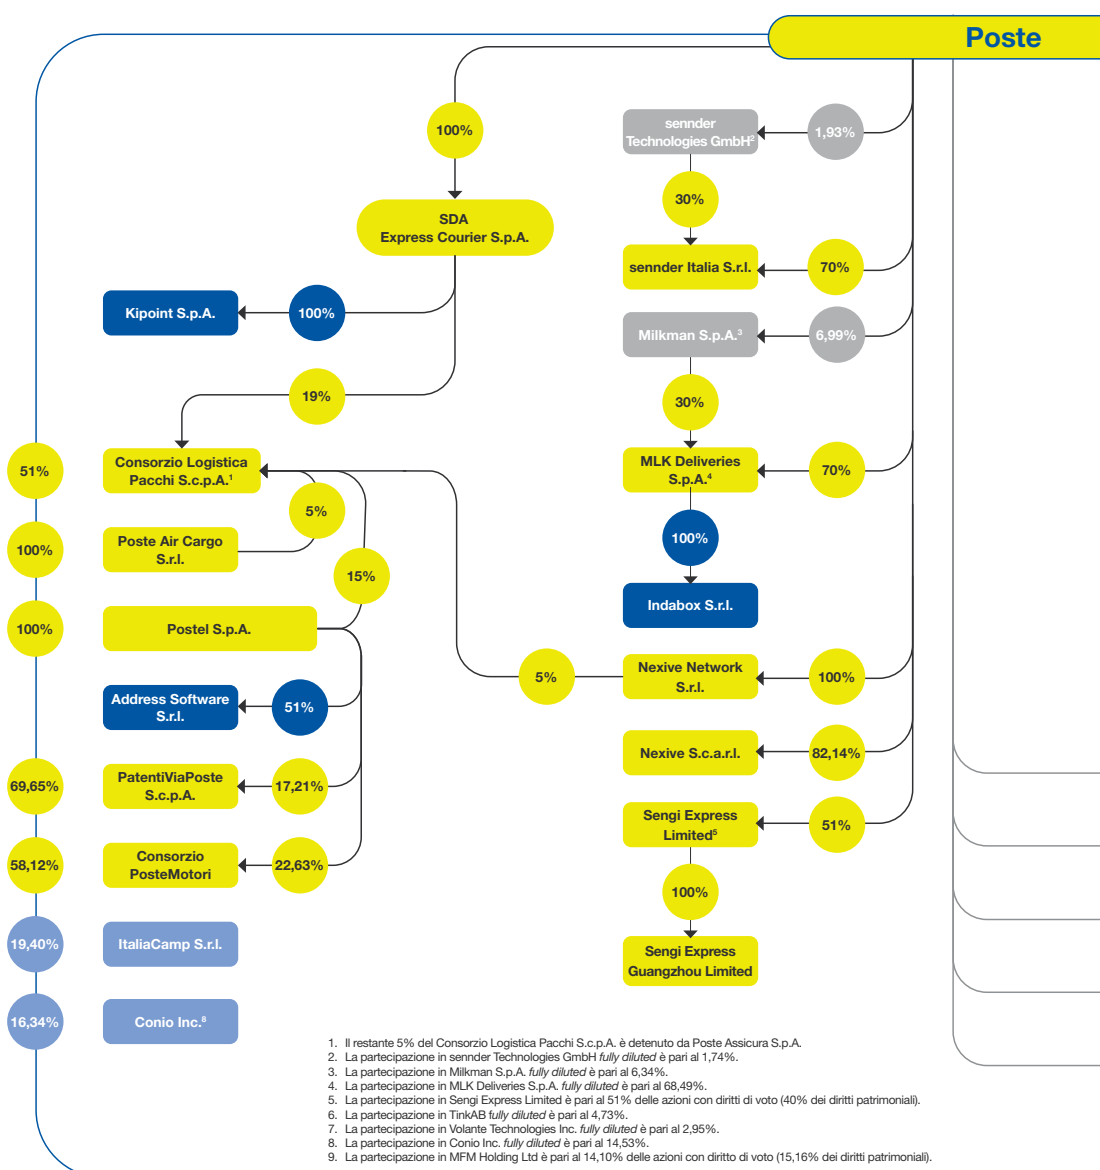 Poste
100%
sennder
Technologies GmbH²
1,93%
30%
SDA
Express Courier S.p.A.
sennder Italia S.r.l.
70%
Kipoint S.p.A.
100%
Milkman S.p.A.³
6,99%
19%
30%
51%
Consorzio Logistica
Pacchi S.c.p.A.¹
MLK Deliveries
S.p.A.⁴
70%
5%
100%
Poste Air Cargo
S.r.l.
100%
15%
Indabox S.r.l.
100%
Postel S.p.A.
5%
Nexive Network
S.r.l.
100%
Address Software
S.r.l.
51%
Nexive S.c.a.r.l.
82,14%
69,65%
PatentiViaPoste
S.c.p.A.
17,21%
Sengi Express
Limited⁵
51%
58,12%
Consorzio
PosteMotori
22,63%
100%
19,40%
ItaliaCamp S.r.l.
Sengi Express
Guangzhou Limited
16,34%
Conio Inc.⁸
1. Il restante 5% del Consorzio Logistica Pacchi S.c.p.A. è detenuto da Poste Assicura S.p.A.
2. La partecipazione in sennder Technologies GmbH fully diluted è pari al 1,74%.
3. La partecipazione in Milkman S.p.A. fully diluted è pari al 6,34%.
4. La partecipazione in MLK Deliveries S.p.A. fully diluted è pari al 68,49%.
5. La partecipazione in Sengi Express Limited è pari al 51% delle azioni con diritti di voto (40% dei diritti patrimoniali).
6. La partecipazione in TinkAB fully diluted è pari al 4,73%.
7. La partecipazione in Volante Technologies Inc. fully diluted è pari al 2,95%.
8. La partecipazione in Conio Inc. fully diluted è pari al 14,53%.
9. La partecipazione in MFM Holding Ltd è pari al 14,10% delle azioni con diritto di voto (15,16% dei diritti patrimoniali).